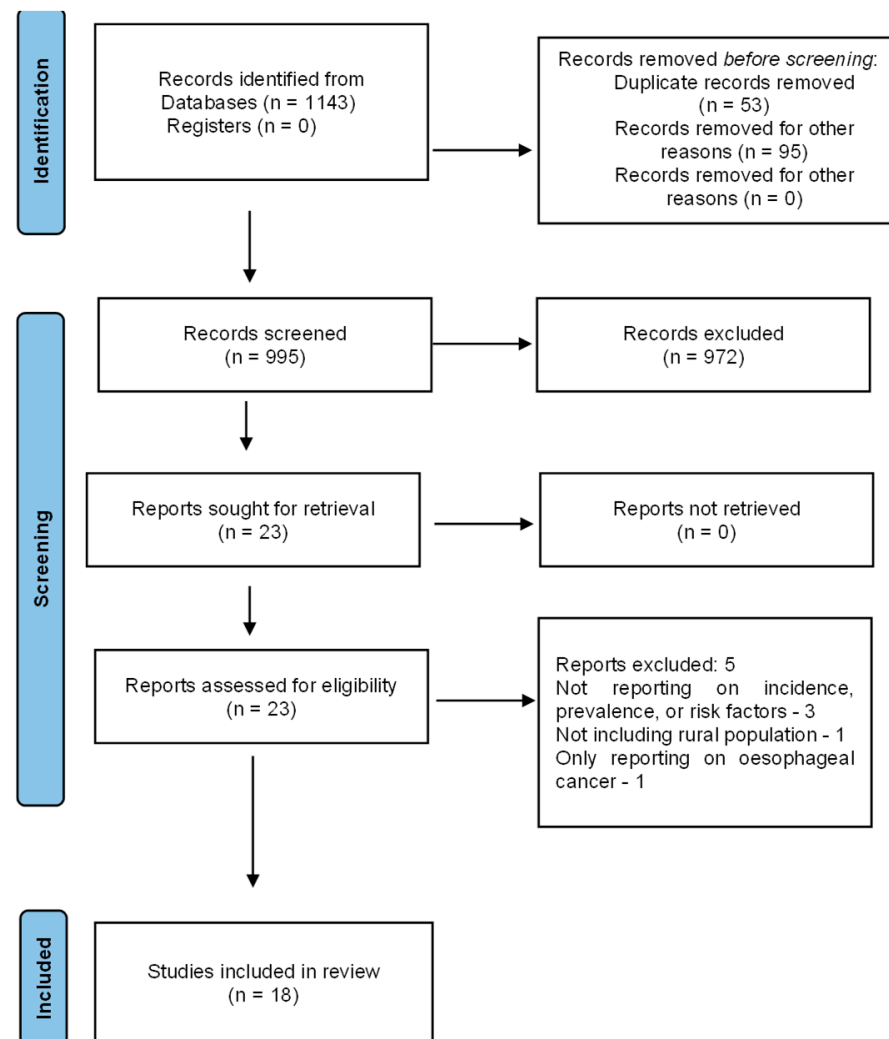 Identification
Records identified from
Databases (n = 1143)
Registers (n = 0)
Records removed before screening:
Duplicate records removed
(n = 53)
Records removed for other
reasons (n = 95)
Records removed for other
reasons (n = 0)
Screening
Records screened
(n = 995)
Records excluded
(n = 972)
Reports sought for retrieval
(n = 23)
Reports not retrieved
(n = 0)
Reports assessed for eligibility
(n = 23)
Reports excluded: 5
Not reporting on incidence,
prevalence, or risk factors - 3
Not including rural population - 1
Only reporting on oesophageal
cancer - 1
Included
Studies included in review
(n = 18)